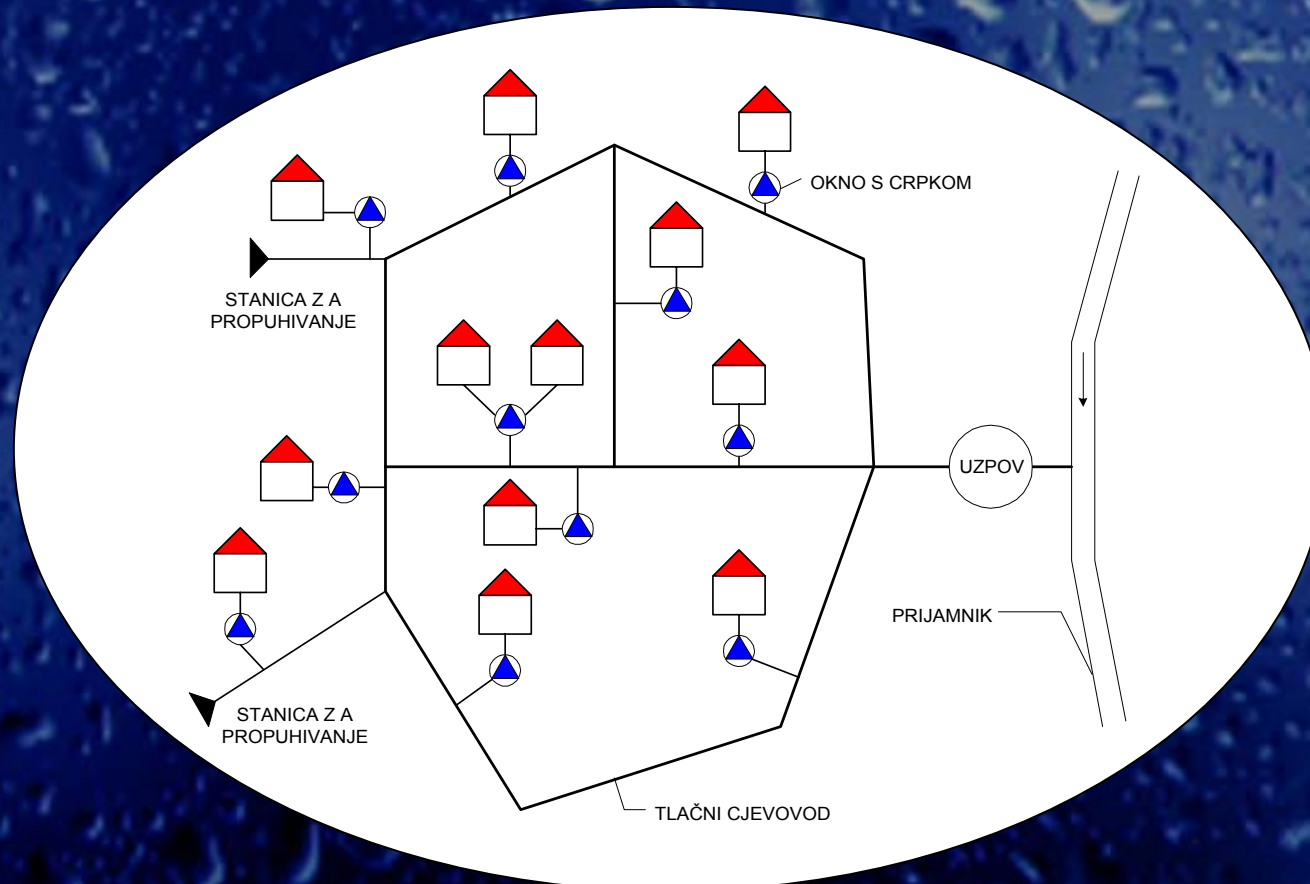 OKNO S CRPKOM
STANICA Z A
PROPUHIVANJE
UZPOV
PRIJAMNIK
STANICA Z A
PROPUHIVANJE
TLAČNI CJEVOVOD